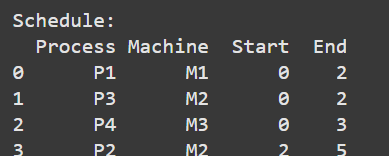 Schedule:
Process Machine Start End
0 P1 M1 0 2
1 P3 M2 0 2
2 P4 M3 0 3
3 P2 M2 2 5